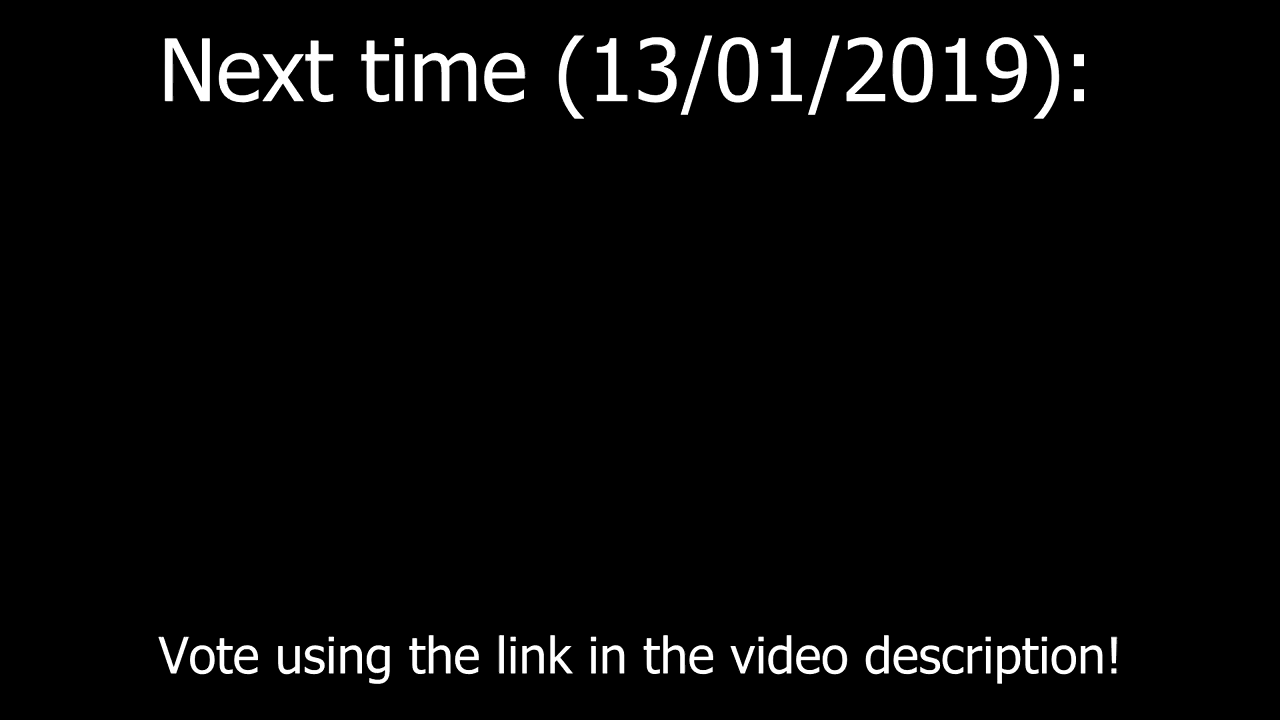 Next time (13/01/2019):
Vote using the link in the video description!